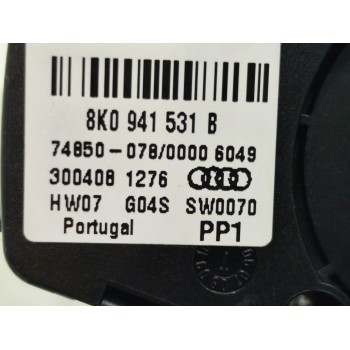 8K0 941 531 B
74850-078/0000 6049
300408 1276
HW07 G04S SW0070
Portugal PP1